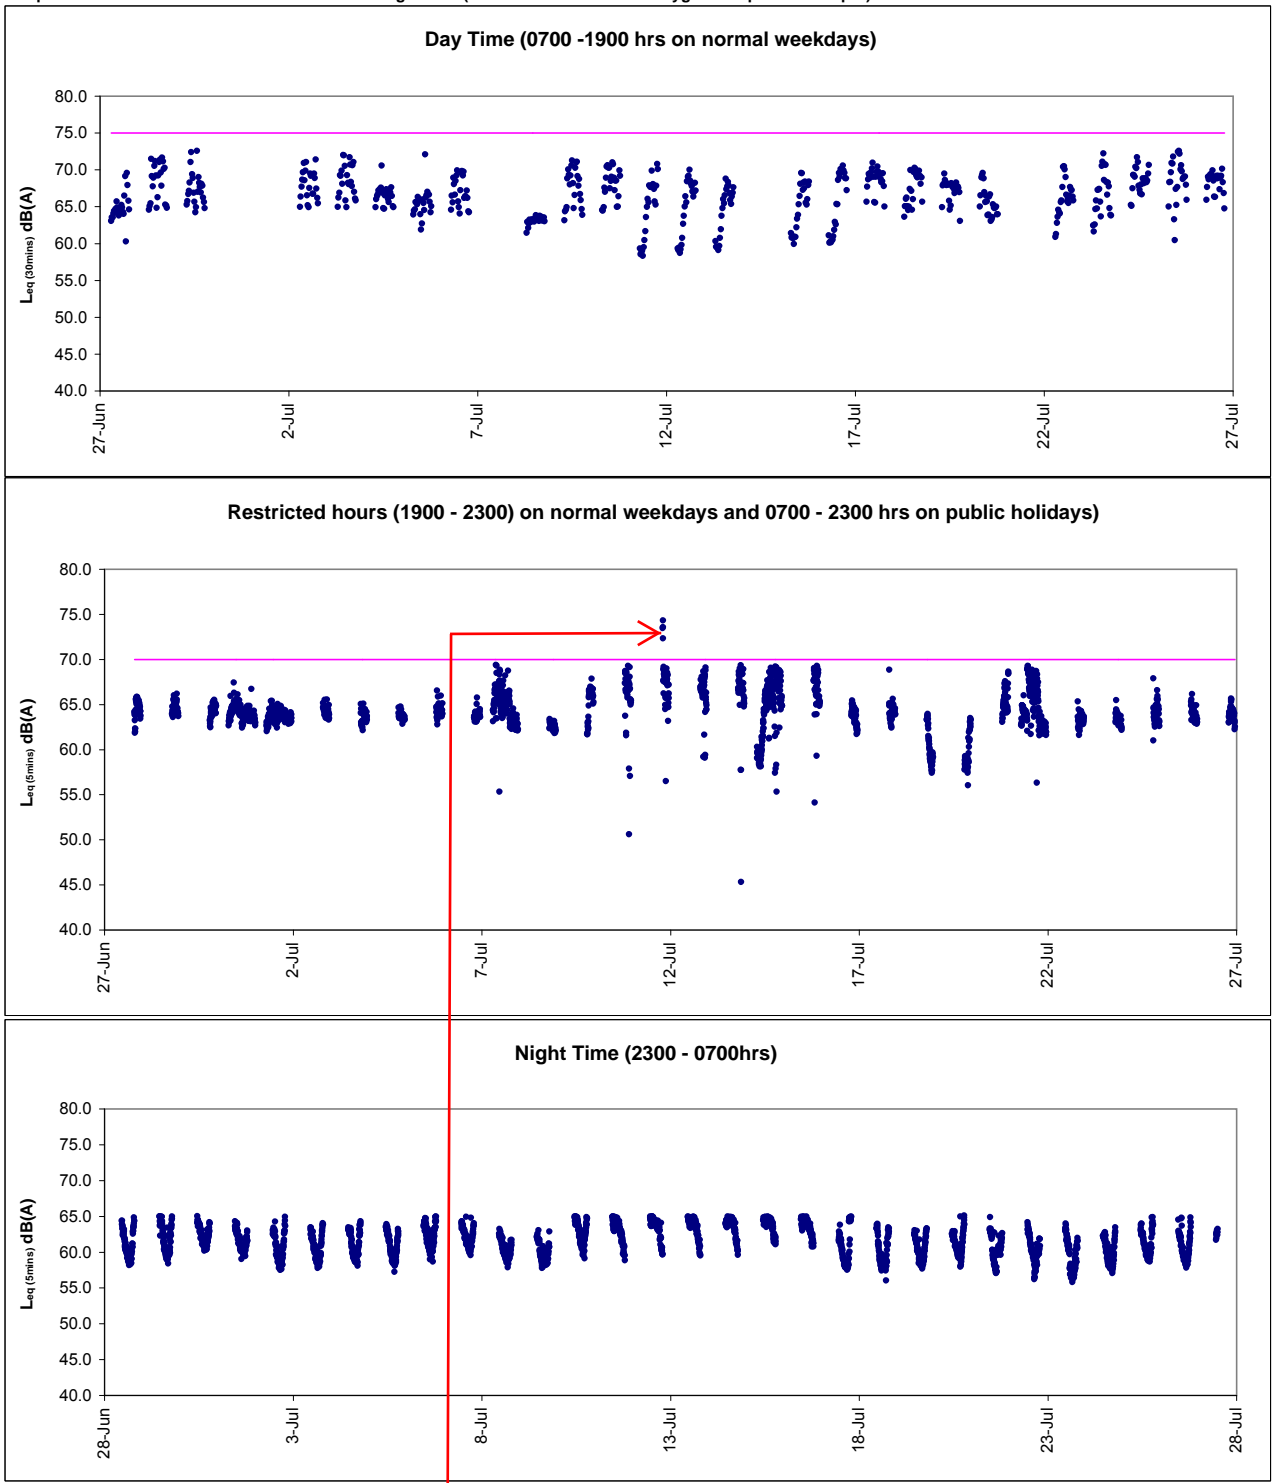 Day Time (0700 -1900 hrs on normal weekdays)
80.0
75.0
70.0
65.0
60.0
55.0
50.0
45.0
40.0
Leq (30mins) dB(A)
27-Jun
2-Jul
7-Jul
12-Jul
17-Jul
22-Jul
27-Jul
Restricted hours (1900 - 2300) on normal weekdays and 0700 - 2300 hrs on public holidays)
80.0
75.0
70.0
65.0
60.0
55.0
50.0
45.0
40.0
Leq (5mins) dB(A)
27-Jun
2-Jul
7-Jul
12-Jul
17-Jul
22-Jul
27-Jul
Night Time (2300 - 0700hrs)
80.0
75.0
70.0
65.0
60.0
55.0
50.0
45.0
40.0
Leq (5mins) dB(A)
28-Jun
3-Jul
8-Jul
13-Jul
18-Jul
23-Jul
28-Jul